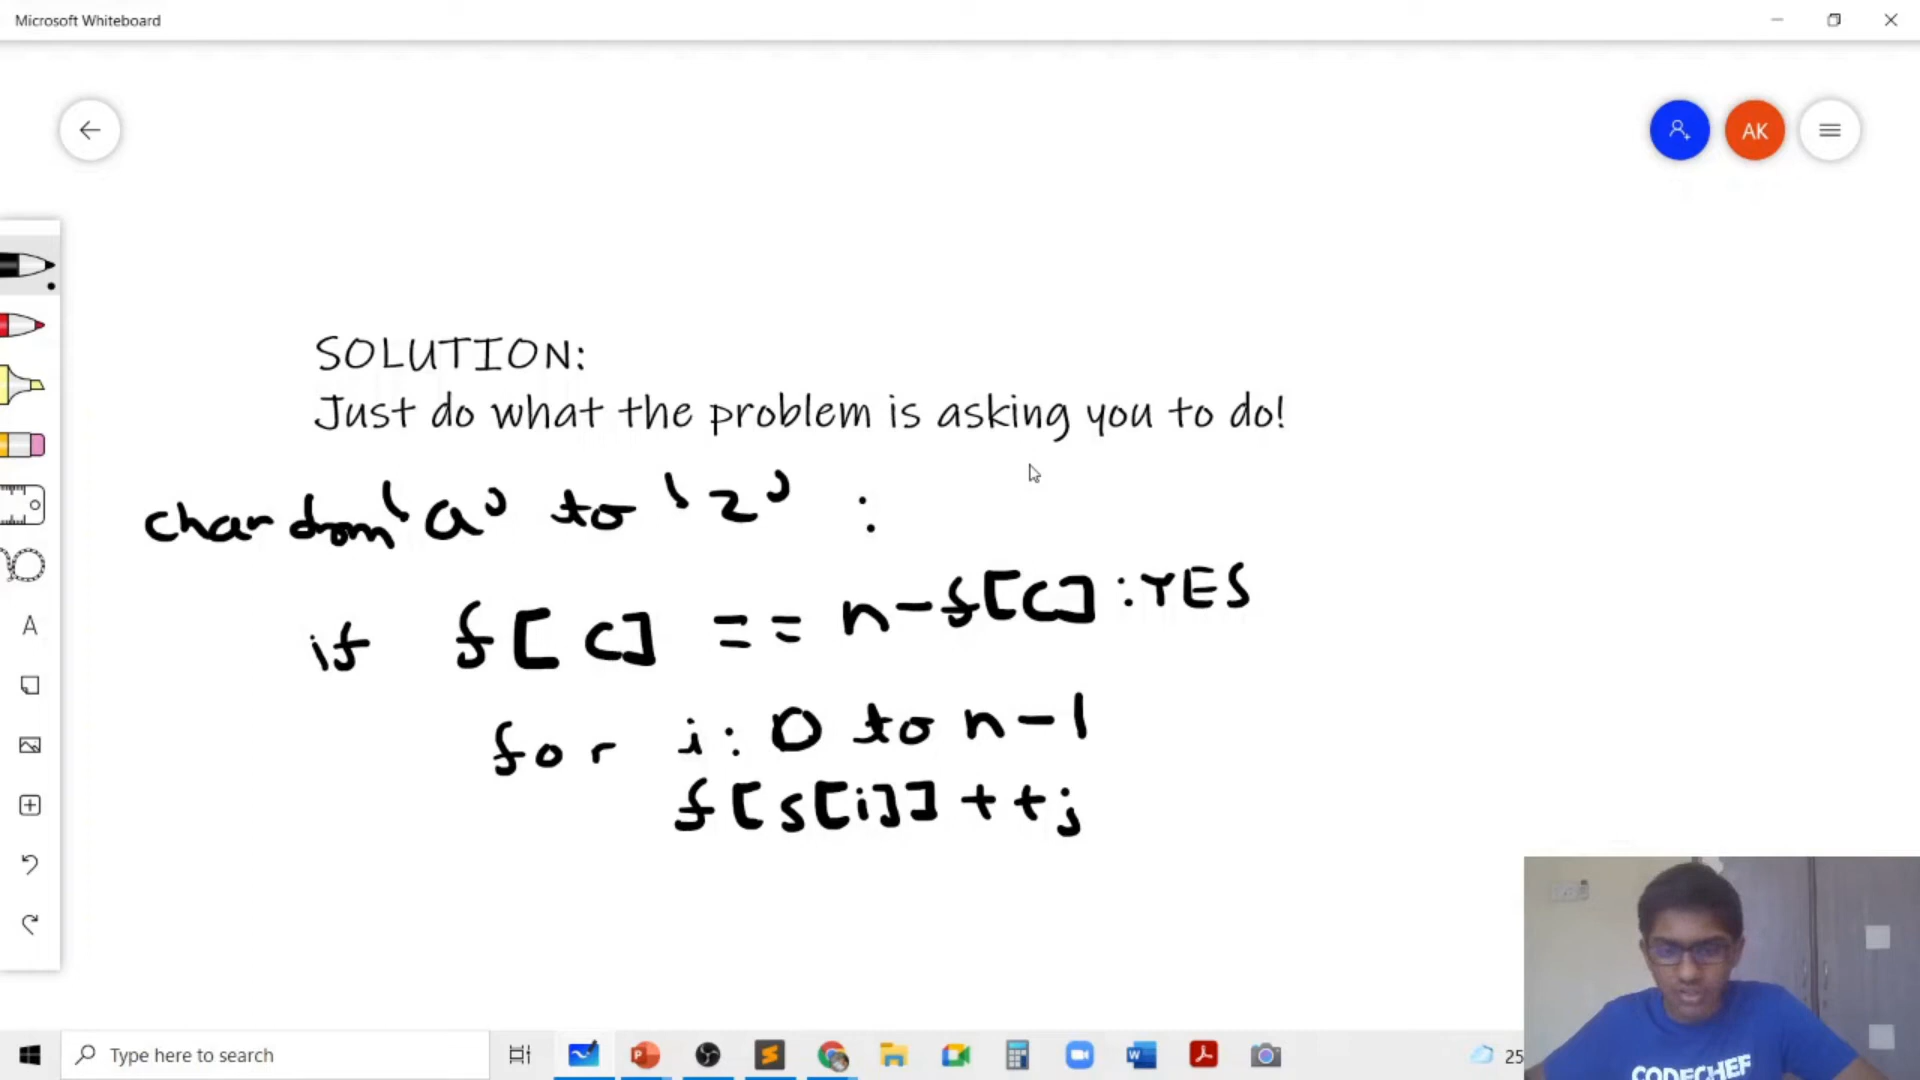 Microsoft Whiteboard
AK
SOLUTION:
Just do what the problem is asking you to do!
char from 'a' to 'z' :
if f[c] == n-f[c] : YES
for i: 0 to n-1
f[s[i]]++;
A
Type here to search
25
CODECHEF